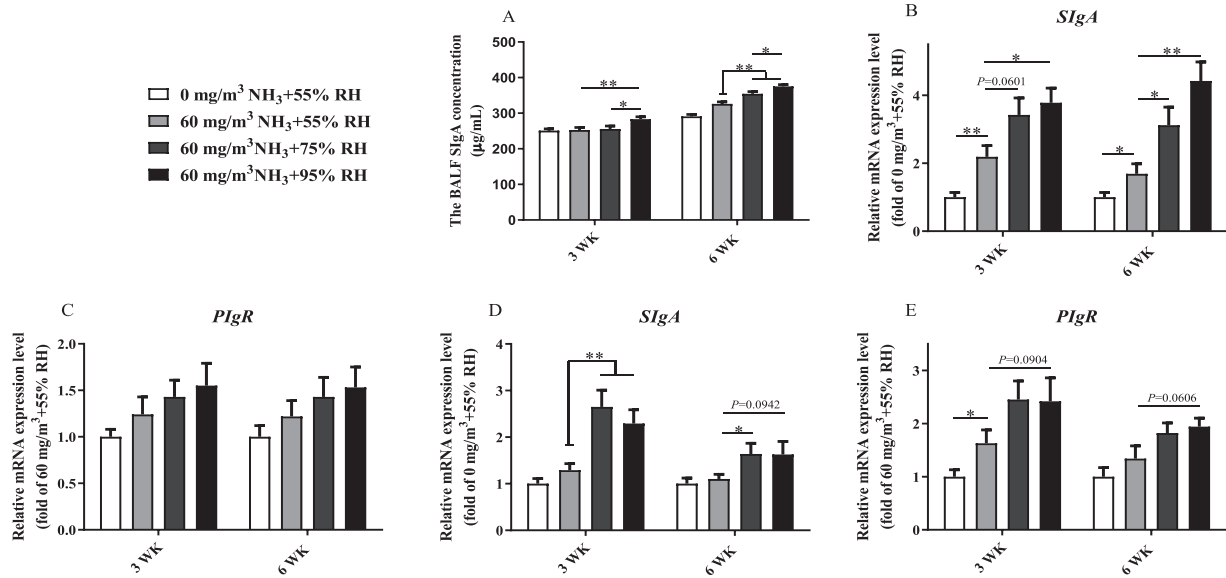 0 mg/m³ NH₃+55% RH
60 mg/m³ NH₃+55% RH
60 mg/m³NH₃+75% RH
60 mg/m³NH₃+95% RH
A
The BALF SIgA concentration
(μg/mL)
500
400
300
200
100
0
**
*
**
*
3 WK
6 WK
B
SIgA
Relative mRNA expression level
(fold of 0 mg/m³+55% RH)
4
2
0
**
P=0.0601
*
*
*
**
3 WK
6 WK
C
PIgR
Relative mRNA expression level
(fold of 60 mg/m³+55% RH)
2.0
1.5
1.0
0.5
0.0
3 WK
6 WK
D
SIgA
Relative mRNA expression level
(fold of 0 mg/m³+55% RH)
4
3
2
1
0
**
P=0.0942
*
3 WK
6 WK
E
PIgR
Relative mRNA expression level
(fold of 60 mg/m³+55% RH)
3
2
1
0
*
P=0.0904
P=0.0606
3 WK
6 WK